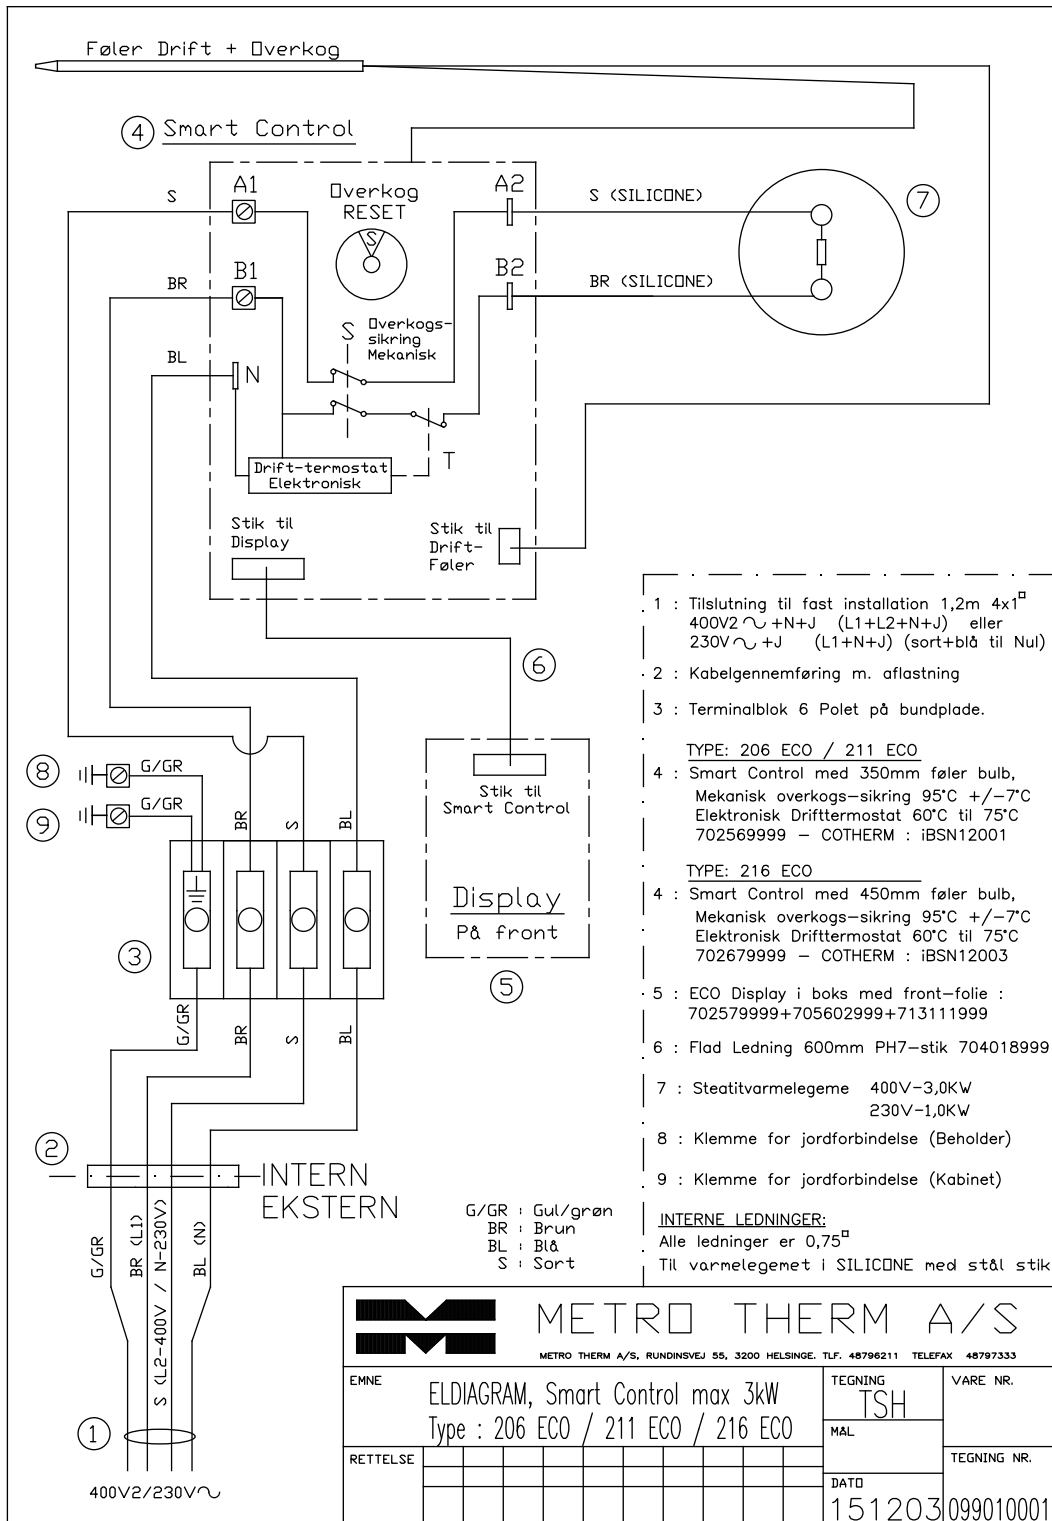 Føler Drift + Overkog
4 Smart Control
A1
Overkog
RESET
A2
S
S
S (SILICONE)
7
B1
B2
BR
BR (SILICONE)
S
Overkogs-
sikring
Mekanisk
BL
N
T
Drift-termostat
Elektronisk
Stik til
Display
Stik til
Drift-
Føler
6
1 : Tilslutning til fast installation 1,2m 4x1□
400V2 ~ +N+J (L1+L2+N+J) eller
230V ~ +J (L1+N+J) (sort+blå til Nul)
2 : Kabelgennemføring m. aflastning
3 : Terminalblok 6 Polet på bundplade.
TYPE: 206 ECO / 211 ECO
4 : Smart Control med 350mm føler bulb,
Mekanisk overkogs-sikring 95°C +/-7°C
Elektronisk Drifttermostat 60°C til 75°C
702569999 - COTHERM : iBSN12001
TYPE: 216 ECO
4 : Smart Control med 450mm føler bulb,
Mekanisk overkogs-sikring 95°C +/-7°C
Elektronisk Drifttermostat 60°C til 75°C
702679999 - COTHERM : iBSN12003
5 : ECO Display i boks med front-folie :
702579999+705602999+713111999
6 : Flad Ledning 600mm PH7-stik 704018999
7 : Steatitvarmelegeme 400V-3,0KW
230V-1,0KW
8 : Klemme for jordforbindelse (Beholder)
9 : Klemme for jordforbindelse (Kabinet)
INTERNE LEDNINGER:
Alle ledninger er 0,75□
Til varmelegemet i SILICONE med stål stik
8
G/GR
9
G/GR
BR
S
BL
Stik til
Smart Control
Display
På front
5
3
G/GR
BR
S
BL
2
INTERN
EKSTERN
G/GR
BR (L1)
S (L2-400V / N-230V)
BL (N)
G/GR : Gul/grøn
BR : Brun
BL : Blå
S : Sort
1
400V2/230V~
METRO THERM A/S
METRO THERM A/S, RUNDINSVEJ 55, 3200 HELSINGE. TLF. 48796211 TELEFAX 48797333
EMNE
ELDIAGRAM, Smart Control max 3kW
Type : 206 ECO / 211 ECO / 216 ECO
TEGNING
TSH
VARE NR.
MÅL
RETTELSE
TEGNING NR.
DATO
151203
099010001